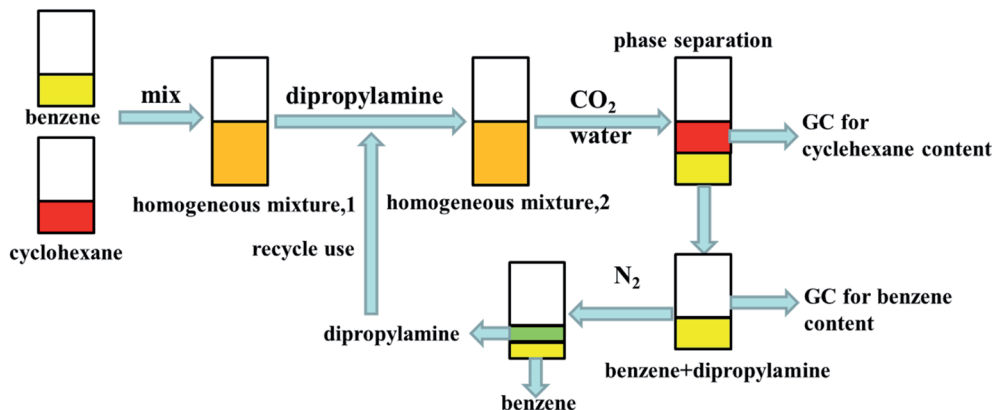 benzene
cyclohexane
mix
homogeneous mixture,1
dipropylamine
recycle use
homogeneous mixture,2
CO₂
water
phase separation
GC for
cyclehexane content
benzene+dipropylamine
GC for benzene
content
N₂
dipropylamine
benzene